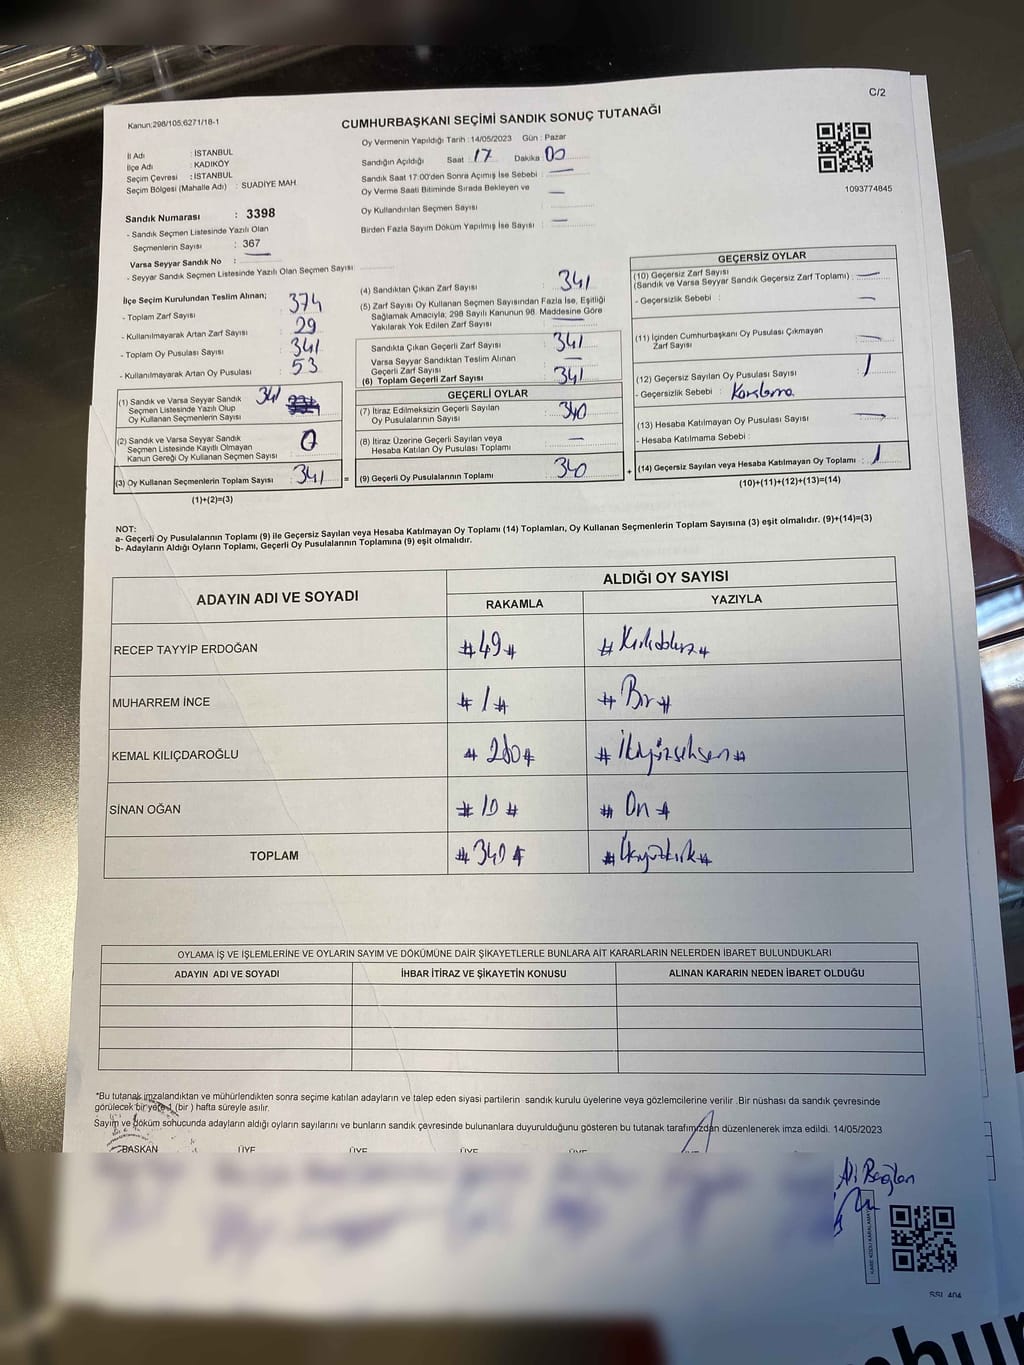 C/2
Kanun:298/105,6271/18-1
CUMHURBAŞKANI SEÇİMİ SANDIK SONUÇ TUTANAĞI
İl Adı : İSTANBUL
İlçe Adı : KADIKÖY
Seçim Çevresi : İSTANBUL
Seçim Bölgesi (Mahalle Adı) : SUADİYE MAH.
Sandık Numarası : 3398
- Sandık Seçmen Listesinde Yazılı Olan
Seçmenlerin Sayısı : 367
Varsa Seyyar Sandık No : —
- Seyyar Sandık Seçmen Listesinde Yazılı Olan Seçmen Sayısı
Oy Vermenin Yapıldığı Tarih : 14/05/2023 Gün : Pazar
Sandığın Açıldığı Saat 17 Dakika 00
Sandık Saat 17:00'den Sonra Açımış İse Sebebi : —
Oy Verme Saati Bitiminde Sırada Bekleyen ve —
Oy Kullandırılan Seçmen Sayısı
Birden Fazla Sayım Döküm Yapılmış İse Sayısı : —
1093774845
İlçe Seçim Kurulundan Teslim Alınan;
- Toplam Zarf Sayısı : 374
- Kullanılmayarak Artan Zarf Sayısı : 29
- Toplam Oy Pusulası Sayısı : 341
- Kullanılmayarak Artan Oy Pusulası : 53
(1) Sandık ve Varsa Seyyar Sandık
Seçmen Listesinde Yazılı Olup
Oy Kullanan Seçmenlerin Sayısı 341
(2) Sandık ve Varsa Seyyar Sandık
Seçmen Listesinde Kayıtlı Olmayan
Kanun Gereği Oy Kullanan Seçmen Sayısı 0
(3) Oy Kullanan Seçmenlerin Toplam Sayısı : 341 =
(1)+(2)=(3)
(4) Sandıktan Çıkan Zarf Sayısı : 341
(5) Zarf Sayısı Oy Kullanan Seçmen Sayısından Fazla İse, Eşitliği
Sağlamak Amacıyla; 298 Sayılı Kanunun 98. Maddesine Göre
Yakılarak Yok Edilen Zarf Sayısı : —
Sandıkta Çıkan Geçerli Zarf Sayısı : 341
Varsa Seyyar Sandıktan Teslim Alınan
Geçerli Zarf Sayısı : —
(6) Toplam Geçerli Zarf Sayısı : 341
GEÇERLİ OYLAR
(7) İtiraz Edilmeksizin Geçerli Sayılan
Oy Pusulalarının Sayısı : 340
(8) İtiraz Üzerine Geçerli Sayılan veya
Hesaba Katılan Oy Pusulası Toplamı : —
(9) Geçerli Oy Pusulalarının Toplamı : 340 +
GEÇERSİZ OYLAR
(10) Geçersiz Zarf Sayısı
(Sandık ve Varsa Seyyar Sandık Geçersiz Zarf Toplamı) : —
- Geçersizlik Sebebi : —
(11) İçinden Cumhurbaşkanı Oy Pusulası Çıkmayan
Zarf Sayısı : —
(12) Geçersiz Sayılan Oy Pusulası Sayısı : 1
- Geçersizlik Sebebi : Karalama
(13) Hesaba Katılmayan Oy Pusulası Sayısı : —
- Hesaba Katılmama Sebebi :
(14) Geçersiz Sayılan veya Hesaba Katılmayan Oy Toplamı : 1
(10)+(11)+(12)+(13)=(14)
NOT:
a- Geçerli Oy Pusulalarının Toplamı (9) ile Geçersiz Sayılan veya Hesaba Katılmayan Oy Toplamı (14) Toplamları, Oy Kullanan Seçmenlerin Toplam Sayısına (3) eşit olmalıdır. (9)+(14)=(3)
b- Adayların Aldığı Oyların Toplamı, Geçerli Oy Pusulalarının Toplamına (9) eşit olmalıdır.
ADAYIN ADI VE SOYADI ALDIĞI OY SAYISI
RAKAMLA YAZIYLA
RECEP TAYYİP ERDOĞAN #49# #Kırkdokuz#
MUHARREM İNCE #1# #Bir#
KEMAL KILIÇDAROĞLU #280# #İkiyüzseksen#
SİNAN OĞAN #10# #On#
TOPLAM #340#
OYLAMA İŞ VE İŞLEMLERİNE VE OYLARIN SAYIM VE DÖKÜMÜNE DAİR ŞİKAYETLERLE BUNLARA AİT KARARLARIN NELERDEN İBARET BULUNDUKLARI
ADAYIN ADI VE SOYADI İHBAR İTİRAZ VE ŞİKAYETİN KONUSU ALINAN KARARIN NEDEN İBARET OLDUĞU
*Bu tutanak imzalandıktan ve mühürlendikten sonra seçime katılan adayların ve talep eden siyasi partilerin sandık kurulu üyelerine veya gözlemcilerine verilir .Bir nüshası da sandık çevresinde
görülecek bir yere 1 (bir ) hafta süreyle asılır.
Sayım ve döküm sonucunda adayların aldığı oyların sayılarını ve bunların sandık çevresinde bulunanlara duyurulduğunu gösteren bu tutanak tarafımızdan düzenlenerek imza edildi. 14/05/2023
BAŞKAN ÜYE ÜYE ÜYE ÜYE